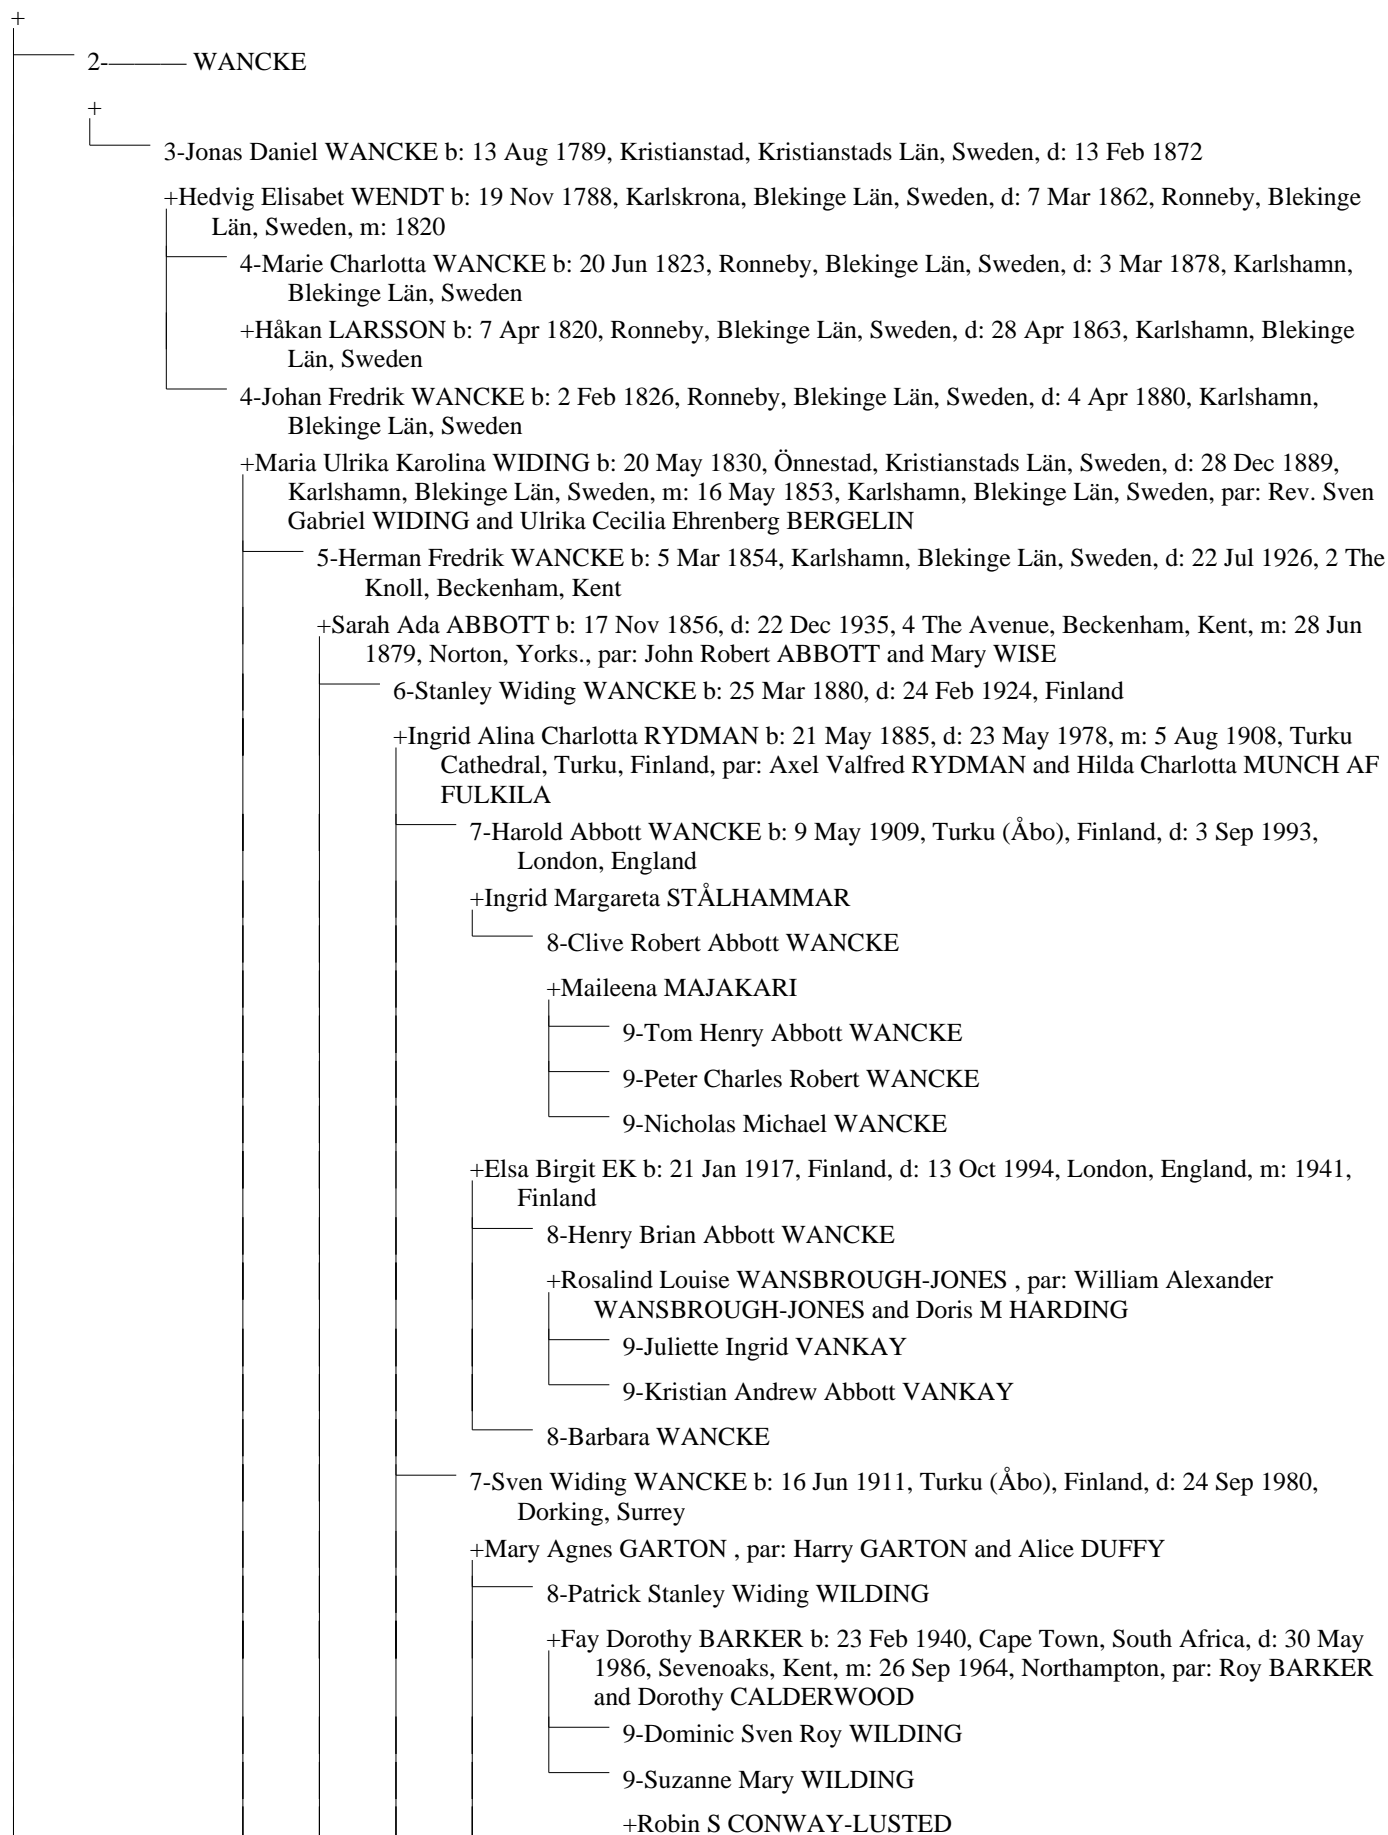 +
2-——— WANCKE
+
3-Jonas Daniel WANCKE b: 13 Aug 1789, Kristianstad, Kristianstads Län, Sweden, d: 13 Feb 1872
+Hedvig Elisabet WENDT b: 19 Nov 1788, Karlskrona, Blekinge Län, Sweden, d: 7 Mar 1862, Ronneby, Blekinge
Län, Sweden, m: 1820
4-Marie Charlotta WANCKE b: 20 Jun 1823, Ronneby, Blekinge Län, Sweden, d: 3 Mar 1878, Karlshamn,
Blekinge Län, Sweden
+Håkan LARSSON b: 7 Apr 1820, Ronneby, Blekinge Län, Sweden, d: 28 Apr 1863, Karlshamn, Blekinge
Län, Sweden
4-Johan Fredrik WANCKE b: 2 Feb 1826, Ronneby, Blekinge Län, Sweden, d: 4 Apr 1880, Karlshamn,
Blekinge Län, Sweden
+Maria Ulrika Karolina WIDING b: 20 May 1830, Önnestad, Kristianstads Län, Sweden, d: 28 Dec 1889,
Karlshamn, Blekinge Län, Sweden, m: 16 May 1853, Karlshamn, Blekinge Län, Sweden, par: Rev. Sven
Gabriel WIDING and Ulrika Cecilia Ehrenberg BERGELIN
5-Herman Fredrik WANCKE b: 5 Mar 1854, Karlshamn, Blekinge Län, Sweden, d: 22 Jul 1926, 2 The
Knoll, Beckenham, Kent
+Sarah Ada ABBOTT b: 17 Nov 1856, d: 22 Dec 1935, 4 The Avenue, Beckenham, Kent, m: 28 Jun
1879, Norton, Yorks., par: John Robert ABBOTT and Mary WISE
6-Stanley Widing WANCKE b: 25 Mar 1880, d: 24 Feb 1924, Finland
+Ingrid Alina Charlotta RYDMAN b: 21 May 1885, d: 23 May 1978, m: 5 Aug 1908, Turku
Cathedral, Turku, Finland, par: Axel Valfred RYDMAN and Hilda Charlotta MUNCH AF
FULKILA
7-Harold Abbott WANCKE b: 9 May 1909, Turku (Åbo), Finland, d: 3 Sep 1993,
London, England
+Ingrid Margareta STÅLHAMMAR
8-Clive Robert Abbott WANCKE
+Maileena MAJAKARI
9-Tom Henry Abbott WANCKE
9-Peter Charles Robert WANCKE
9-Nicholas Michael WANCKE
+Elsa Birgit EK b: 21 Jan 1917, Finland, d: 13 Oct 1994, London, England, m: 1941,
Finland
8-Henry Brian Abbott WANCKE
+Rosalind Louise WANSBROUGH-JONES , par: William Alexander
WANSBROUGH-JONES and Doris M HARDING
9-Juliette Ingrid VANKAY
9-Kristian Andrew Abbott VANKAY
8-Barbara WANCKE
7-Sven Widing WANCKE b: 16 Jun 1911, Turku (Åbo), Finland, d: 24 Sep 1980,
Dorking, Surrey
+Mary Agnes GARTON , par: Harry GARTON and Alice DUFFY
8-Patrick Stanley Widing WILDING
+Fay Dorothy BARKER b: 23 Feb 1940, Cape Town, South Africa, d: 30 May
1986, Sevenoaks, Kent, m: 26 Sep 1964, Northampton, par: Roy BARKER
and Dorothy CALDERWOOD
9-Dominic Sven Roy WILDING
9-Suzanne Mary WILDING
+Robin S CONWAY-LUSTED